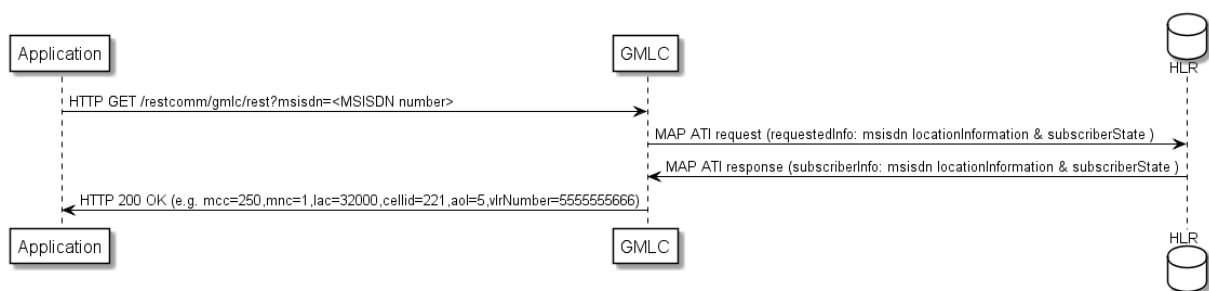 Application
GMLC
HLR
HTTP GET /restcomm/gmlc/rest?msisdn=<MSISDN number>
MAP ATI request (requestedInfo: msisdn locationInformation & subscriberState )
MAP ATI response (subscriberInfo: msisdn locationInformation & subscriberState )
HTTP 200 OK (e.g. mcc=250,mnc=1,lac=32000,cellid=221,aol=5,vlrNumber=5555555666)
Application
GMLC
HLR